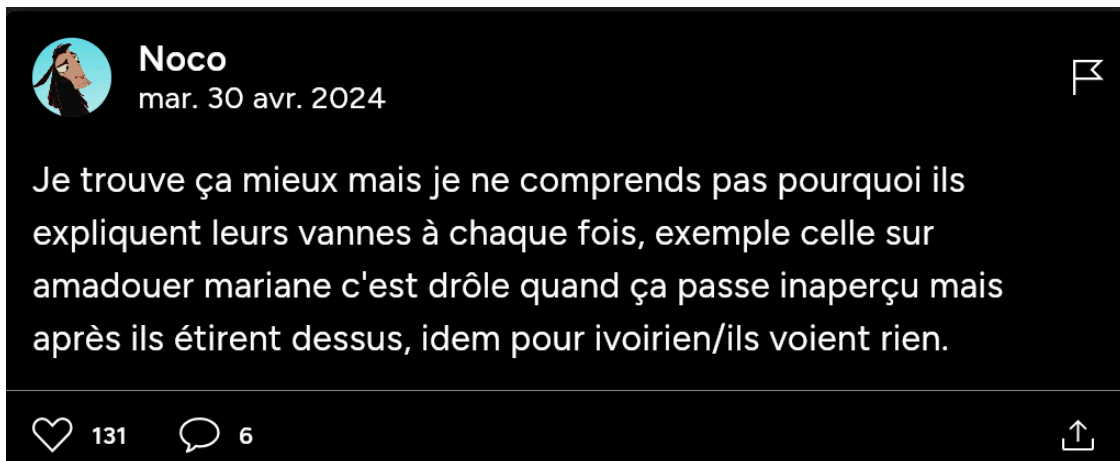 Noco
mar. 30 avr. 2024
Je trouve ça mieux mais je ne comprends pas pourquoi ils
expliquent leurs vannes à chaque fois, exemple celle sur
amadouer mariane c'est drôle quand ça passe inaperçu mais
après ils étirent dessus, idem pour ivoirien/ils voient rien.
131 6